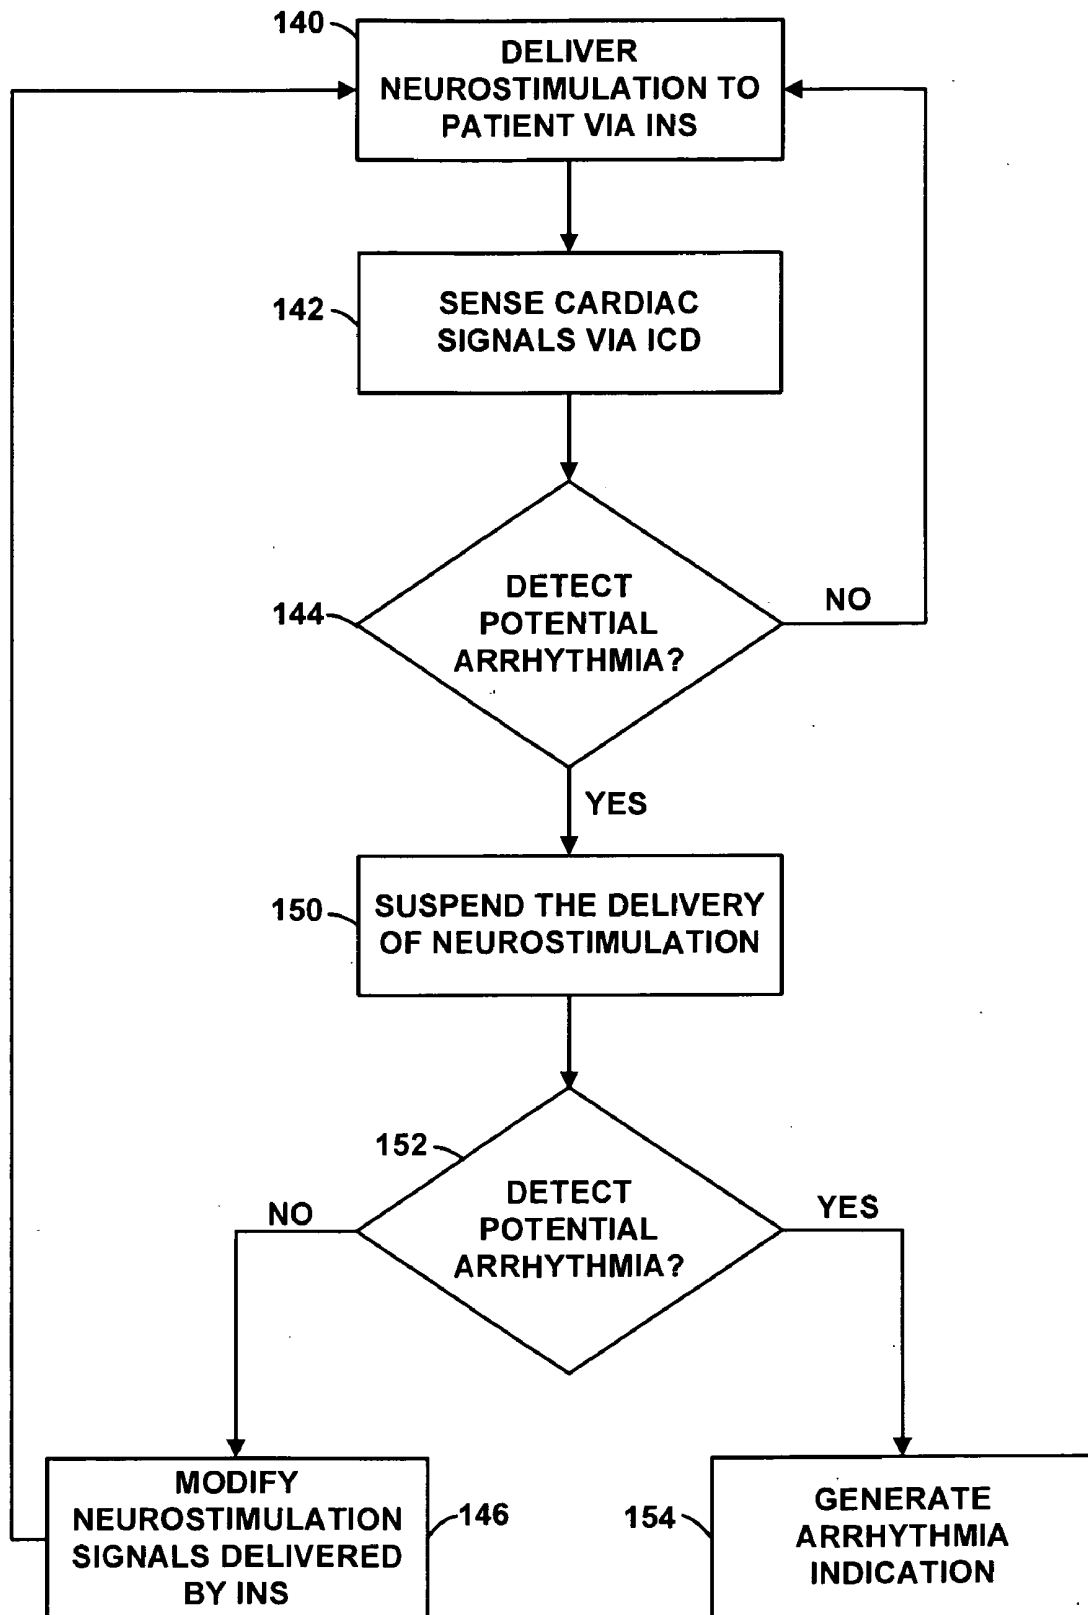 140
DELIVER
NEUROSTIMULATION TO
PATIENT VIA INS
142
SENSE CARDIAC
SIGNALS VIA ICD
144
DETECT
POTENTIAL
ARRHYTHMIA?
NO
YES
150
SUSPEND THE DELIVERY
OF NEUROSTIMULATION
152
DETECT
POTENTIAL
ARRHYTHMIA?
NO
YES
MODIFY
NEUROSTIMULATION
SIGNALS DELIVERED
BY INS
146
154
GENERATE
ARRHYTHMIA
INDICATION